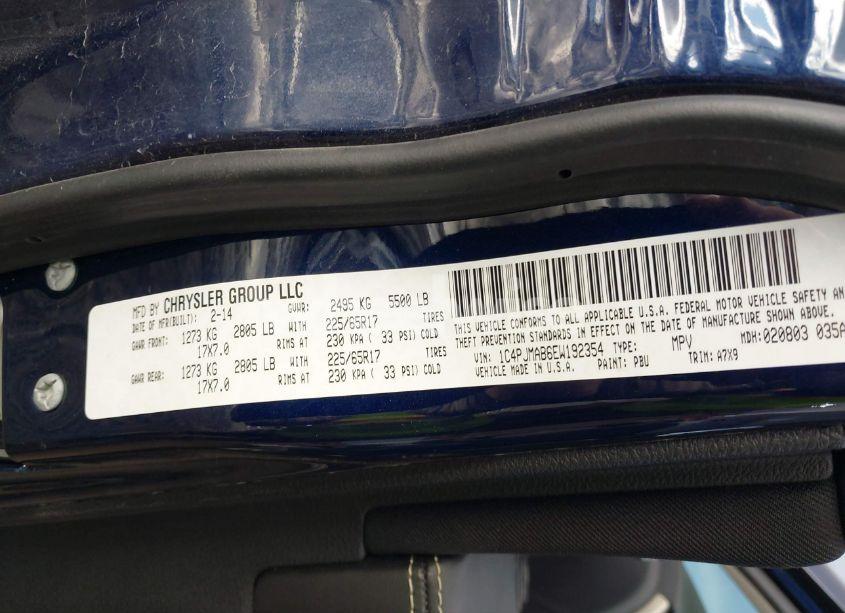 MFD BY CHRYSLER GROUP LLC
DATE OF MFR(BUILT): 2-14 GVWR: 2495 KG 5500 LB
GAWR FRONT: 1273 KG 2805 LB WITH 225/65R17 TIRES
17X7.0 RIMS AT 230 KPA ( 33 PSI) COLD
GAWR REAR: 1273 KG 2805 LB WITH 225/65R17 TIRES
17X7.0 RIMS AT 230 KPA ( 33 PSI) COLD
THIS VEHICLE CONFORMS TO ALL APPLICABLE U.S.A. FEDERAL MOTOR VEHICLE SAFETY AN
THEFT PREVENTION STANDARDS IN EFFECT ON THE DATE OF MANUFACTURE SHOWN ABOVE.
VIN: 1C4PJMAB6EW192354 TYPE: MPV MDH:020803 035A
VEHICLE MADE IN U.S.A. PAINT: PBU TRIM: A7X9